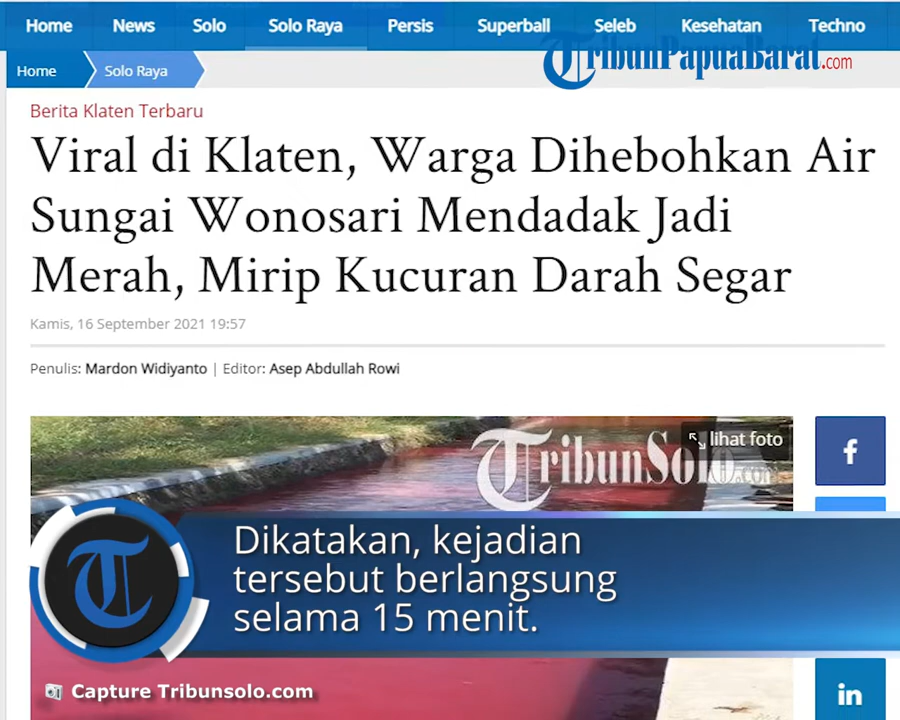 Home News Solo Solo Raya Persis Superball Seleb Kesehatan Techno
TribunPapuaBarat.com
Home Solo Raya
Berita Klaten Terbaru
Viral di Klaten, Warga Dihebohkan Air
Sungai Wonosari Mendadak Jadi
Merah, Mirip Kucuran Darah Segar
Kamis, 16 September 2021 19:57
Penulis: Mardon Widiyanto | Editor: Asep Abdullah Rowi
lihat foto
TribunSolo.com
f
Dikatakan, kejadian
tersebut berlangsung
selama 15 menit.
T
Capture Tribunsolo.com
in